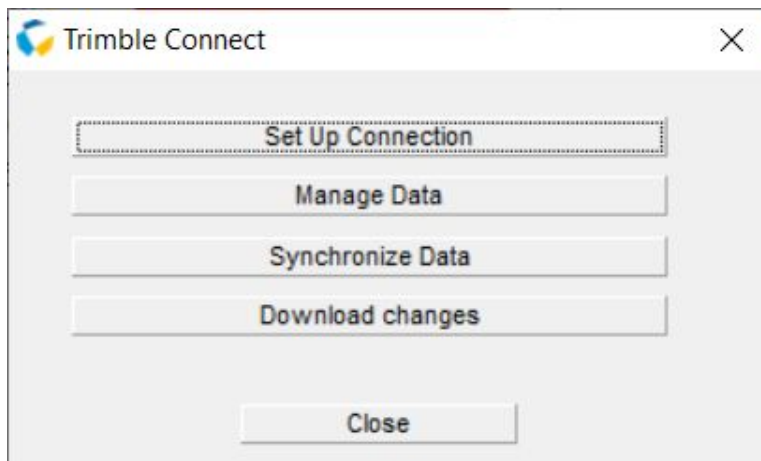 Trimble Connect
Set Up Connection
Manage Data
Synchronize Data
Download changes
Close